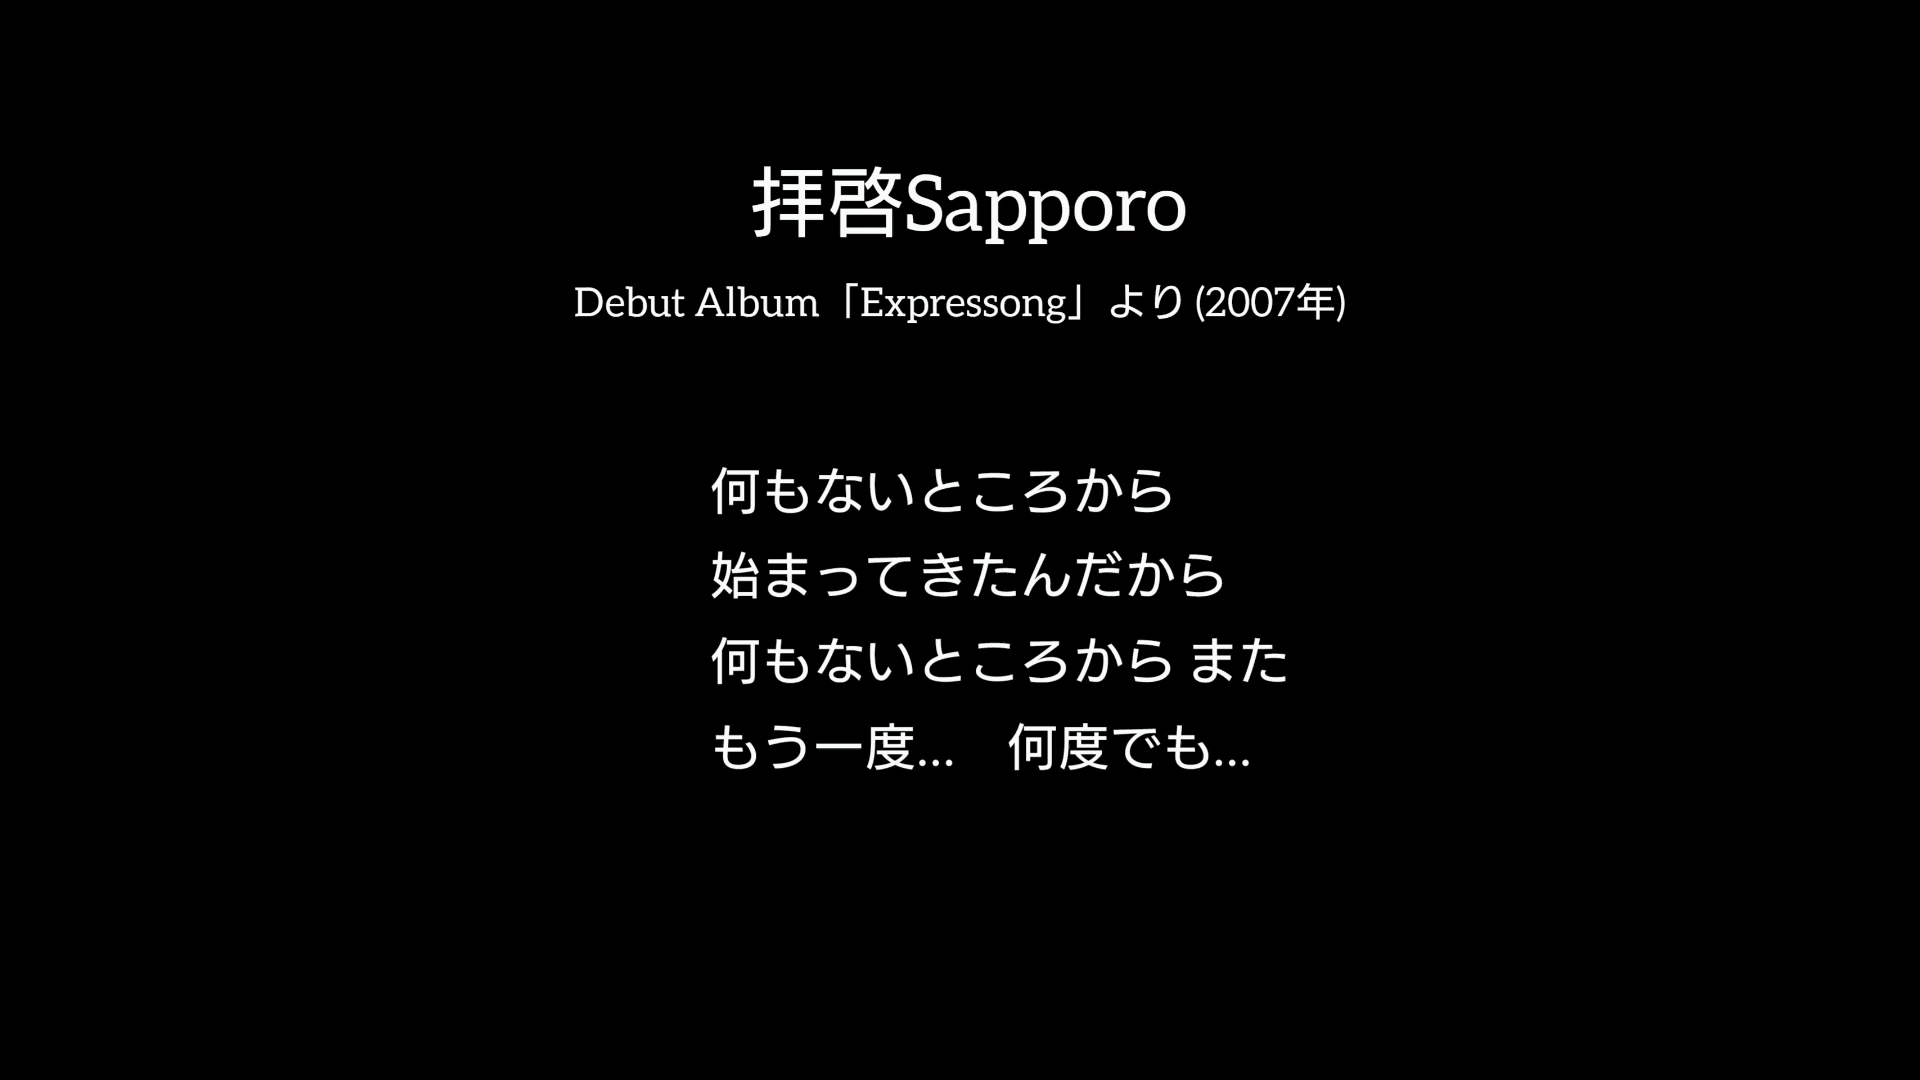 拝啓Sapporo
Debut Album「Expressong」より (2007年)
何もないところから
始まってきたんだから
何もないところから また
もう一度...　何度でも...